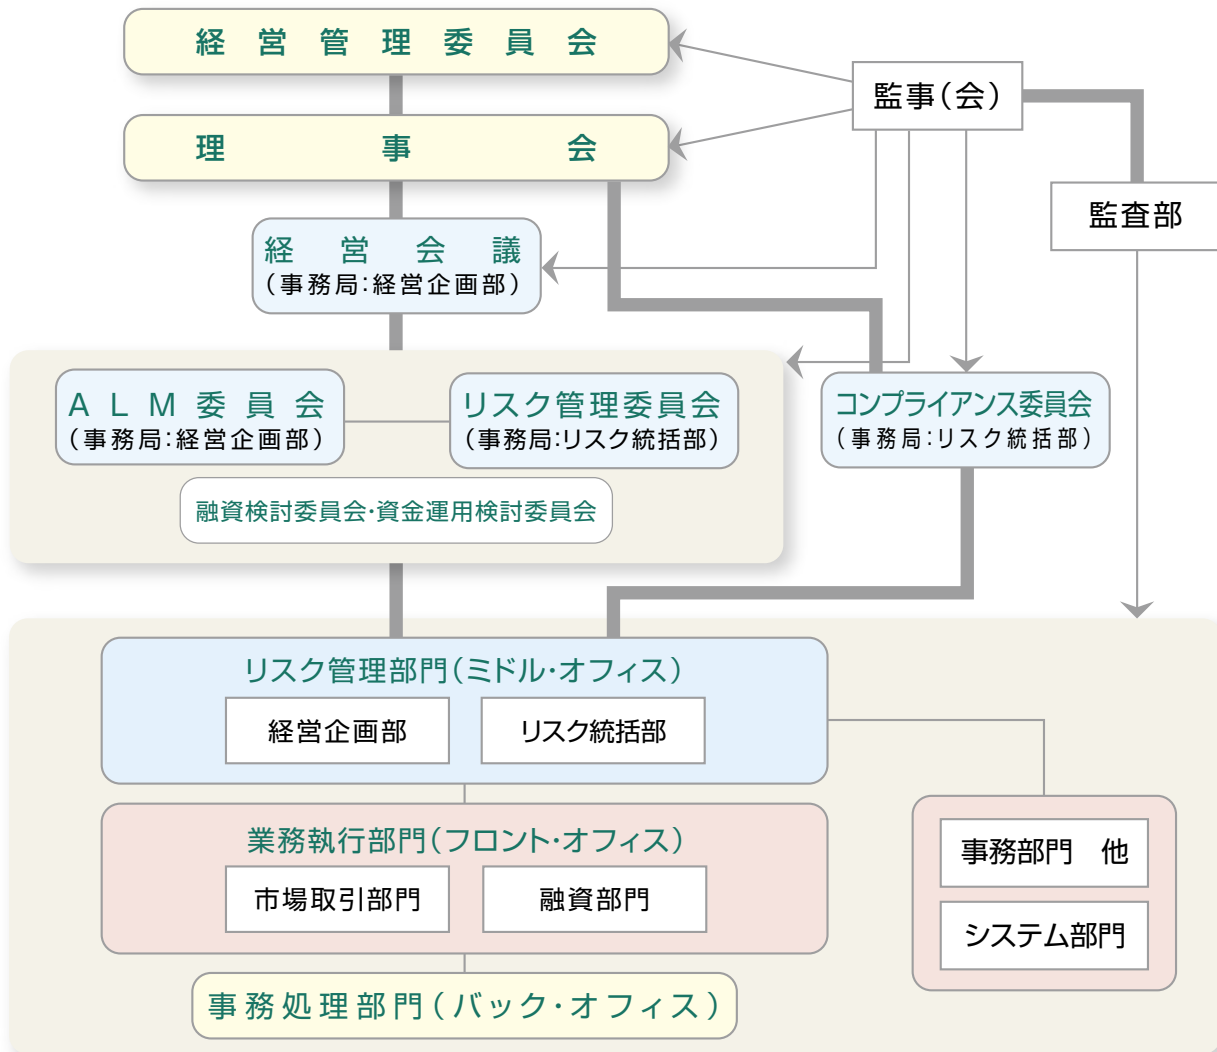 経営管理委員会
監事(会)
理事会
監査部
経営会議
(事務局:経営企画部)
ALM委員会
(事務局:経営企画部)
リスク管理委員会
(事務局:リスク統括部)
コンプライアンス委員会
(事務局:リスク統括部)
融資検討委員会・資金運用検討委員会
リスク管理部門(ミドル・オフィス)
経営企画部
リスク統括部
業務執行部門(フロント・オフィス)
市場取引部門
融資部門
事務部門 他
システム部門
事務処理部門(バック・オフィス)